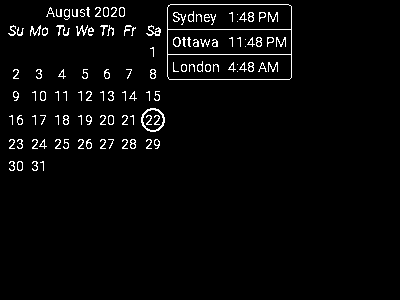 August 2020
Su Mo Tu We Th Fr Sa
1
2 3 4 5 6 7 8
9 10 11 12 13 14 15
16 17 18 19 20 21 22
23 24 25 26 27 28 29
30 31
Sydney 1:48 PM
Ottawa 11:48 PM
London 4:48 AM